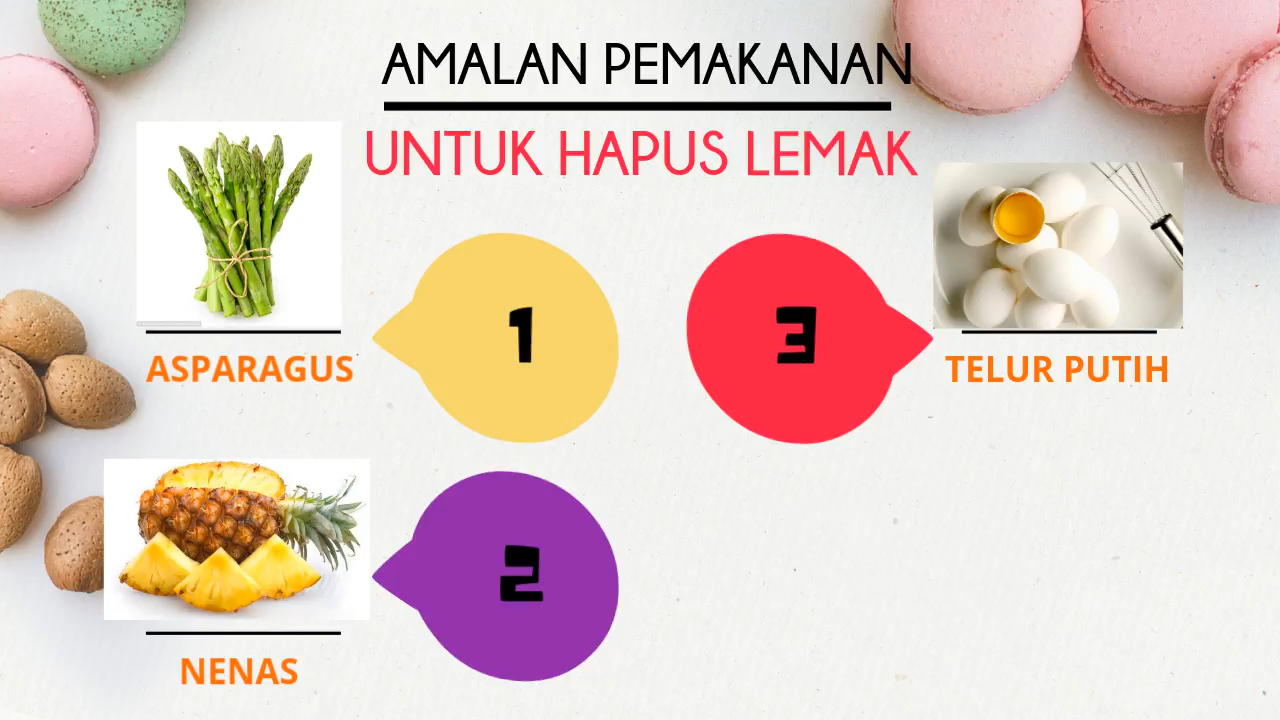 AMALAN PEMAKANAN
UNTUK HAPUS LEMAK
1
ASPARAGUS
2
NENAS
3
TELUR PUTIH